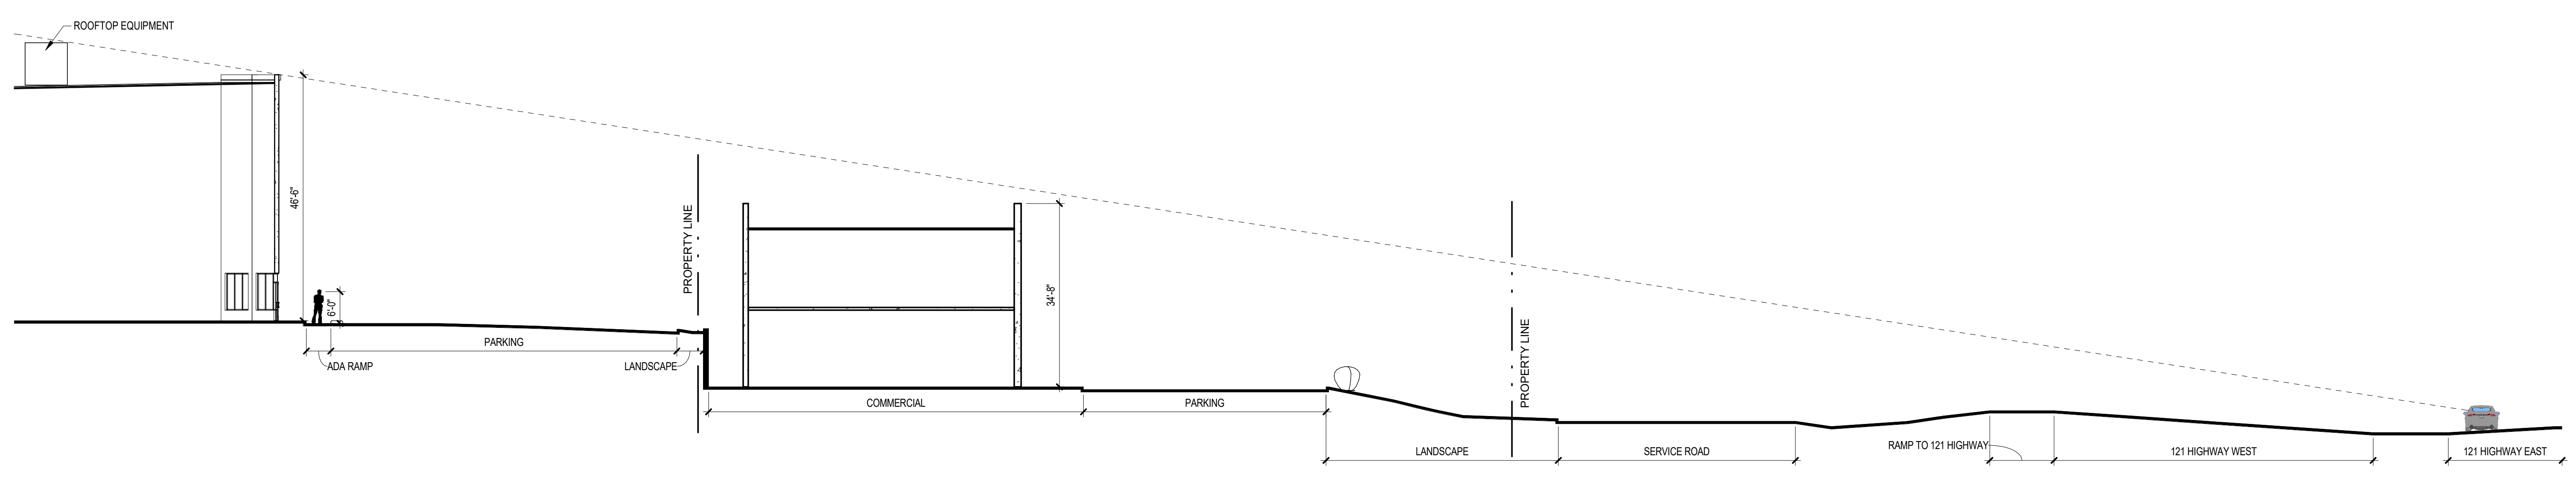 ROOFTOP EQUIPMENT
46'-6"
6'-0"
PROPERTY LINE
34'-8"
PROPERTY LINE
PARKING
ADA RAMP
LANDSCAPE
COMMERCIAL
PARKING
LANDSCAPE
SERVICE ROAD
RAMP TO 121 HIGHWAY
121 HIGHWAY WEST
121 HIGHWAY EAST